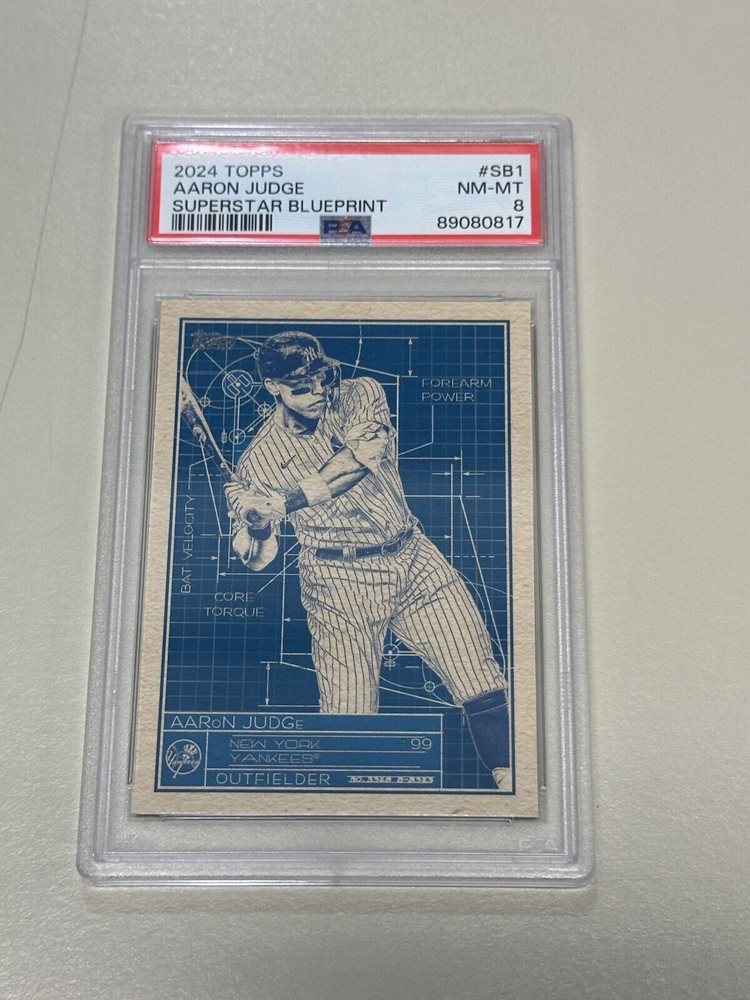 2024 TOPPS #SB1
AARON JUDGE NM-MT
SUPERSTAR BLUEPRINT 8
PSA 89080817
FOREARM
POWER
BAT VELOCITY
CORE
TORQUE
AARON JUDGE
NEW YORK 99
YANKEES
OUTFIELDER
PSA